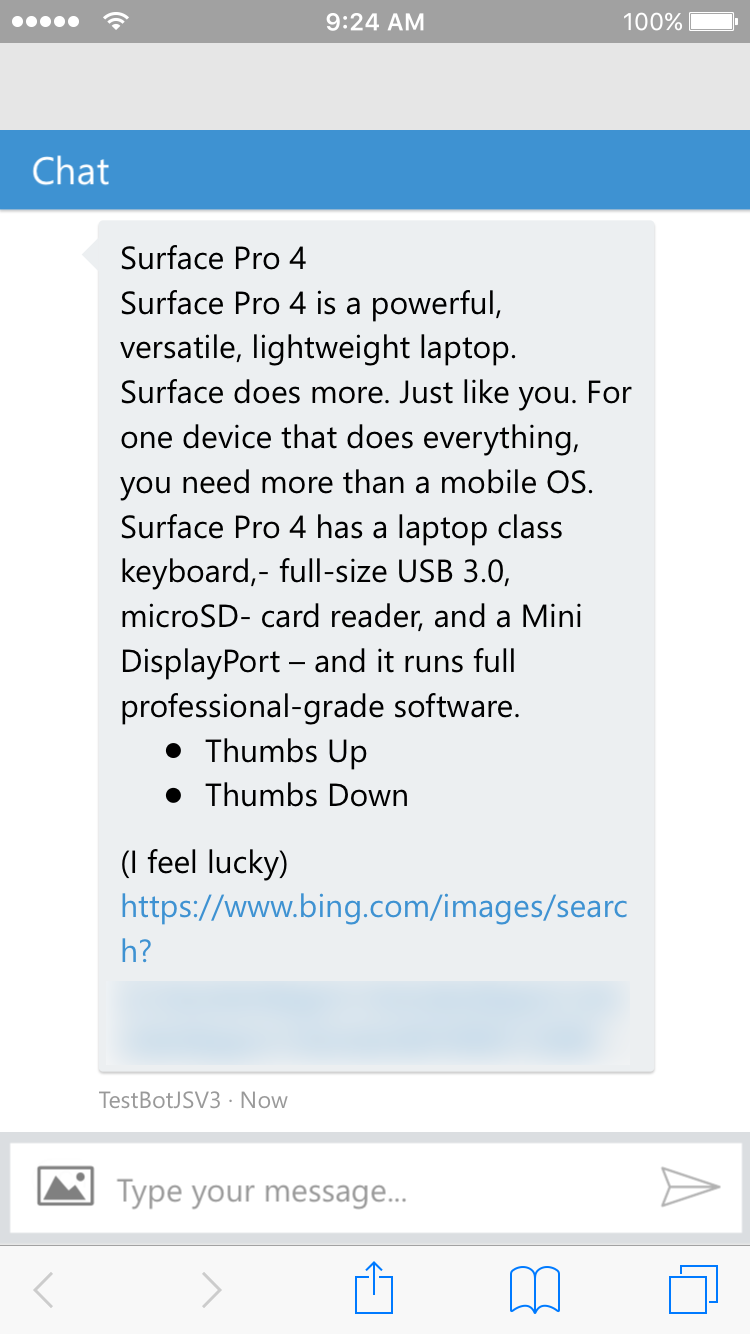 9:24 AM
100%
Chat
Surface Pro 4
Surface Pro 4 is a powerful,
versatile, lightweight laptop.
Surface does more. Just like you. For
one device that does everything,
you need more than a mobile OS.
Surface Pro 4 has a laptop class
keyboard,- full-size USB 3.0,
microSD- card reader, and a Mini
DisplayPort – and it runs full
professional-grade software.
● Thumbs Up
● Thumbs Down
(I feel lucky)
https://www.bing.com/images/searc
h?
TestBotJSV3 · Now
Type your message...